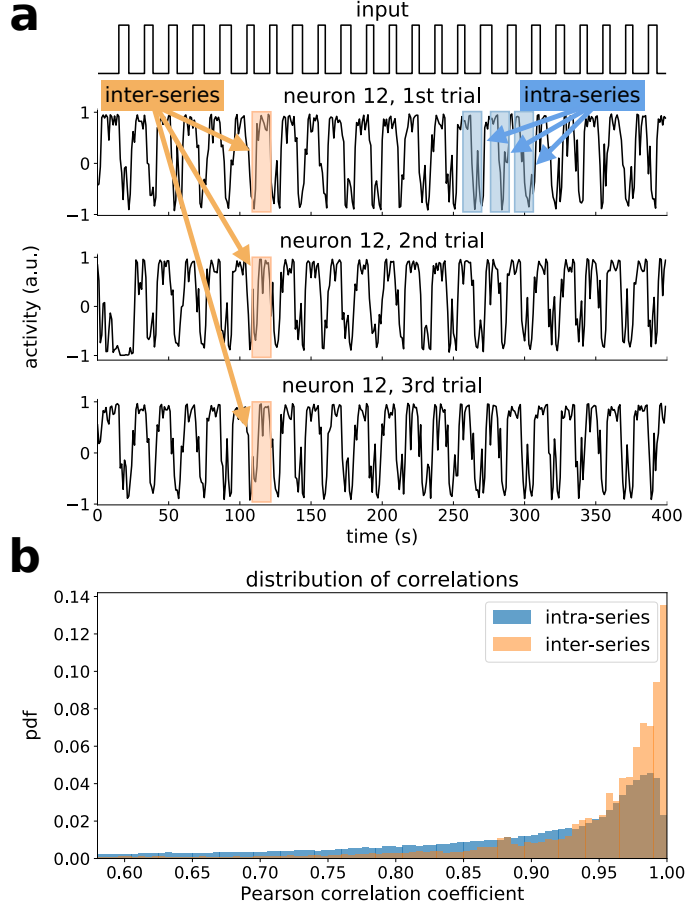 a
input
inter-series
intra-series
neuron 12, 1st trial
1
0
−1
neuron 12, 2nd trial
1
0
−1
activity (a.u.)
neuron 12, 3rd trial
1
0
−1
0 50 100 150 200 250 300 350 400
time (s)
b
distribution of correlations
0.14
0.12
0.10
0.08
0.06
0.04
0.02
0.00
pdf
intra-series
inter-series
0.60 0.65 0.70 0.75 0.80 0.85 0.90 0.95 1.00
Pearson correlation coefficient